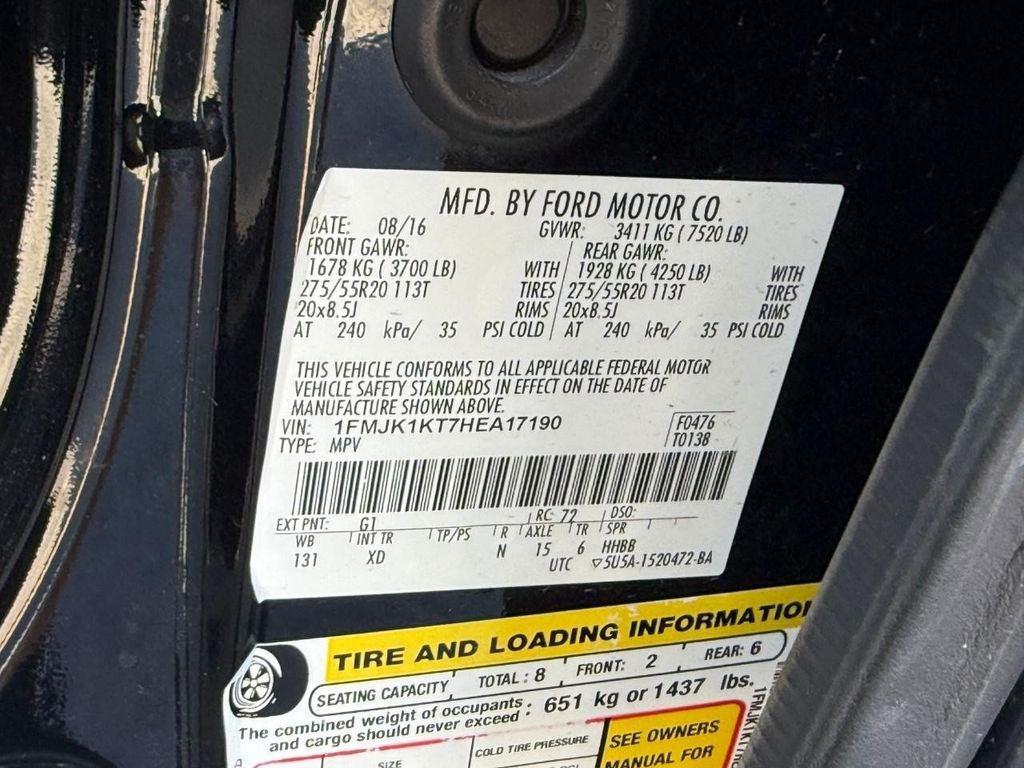 MFD. BY FORD MOTOR CO.
DATE: 08/16 GVWR: 3411 KG ( 7520 LB)
FRONT GAWR: REAR GAWR:
1678 KG ( 3700 LB) WITH 1928 KG ( 4250 LB) WITH
275/55R20 113T TIRES 275/55R20 113T TIRES
20x8.5J RIMS 20x8.5J RIMS
AT 240 kPa/ 35 PSI COLD AT 240 kPa/ 35 PSI COLD
THIS VEHICLE CONFORMS TO ALL APPLICABLE FEDERAL MOTOR
VEHICLE SAFETY STANDARDS IN EFFECT ON THE DATE OF
MANUFACTURE SHOWN ABOVE.
VIN: 1FMJK1KT7HEA17190 F0476
TYPE: MPV T0138
EXT PNT: G1 RC: 72 DSO:
WB INT TR TP/PS R AXLE TR SPR
131 XD N 15 6 HHBB
UTC ▽5U5A-1520472-BA
TIRE AND LOADING INFORMATION
SEATING CAPACITY TOTAL : 8 FRONT: 2 REAR: 6
The combined weight of occupants
and cargo should never exceed : 651 kg or 1437 lbs.
SIZE COLD TIRE PRESSURE SEE OWNERS
MANUAL FOR
1FMJK1KT7H